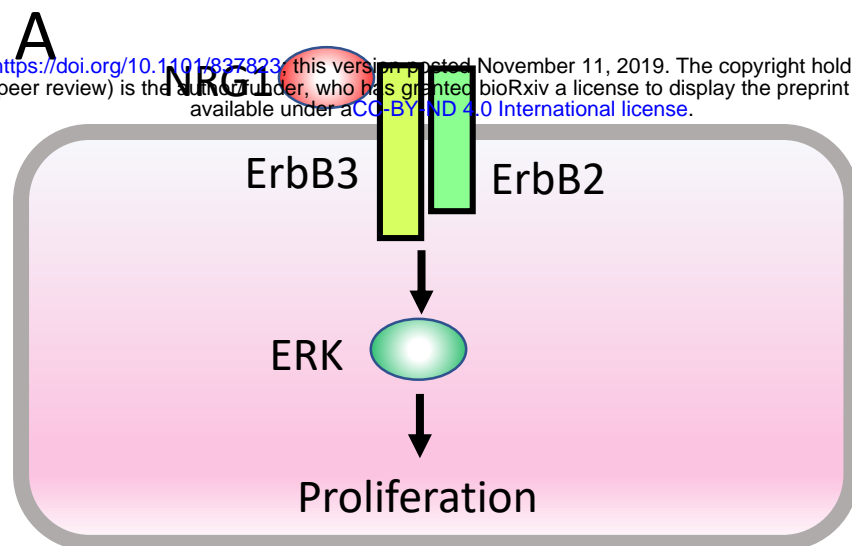 A
https://doi.org/10.1101/837823; this version posted November 11, 2019. The copyright hold
peer review) is the author/funder, who has granted bioRxiv a license to display the preprint
available under aCC-BY-ND 4.0 International license.
NRG1
ErbB3
ErbB2
ERK
Proliferation